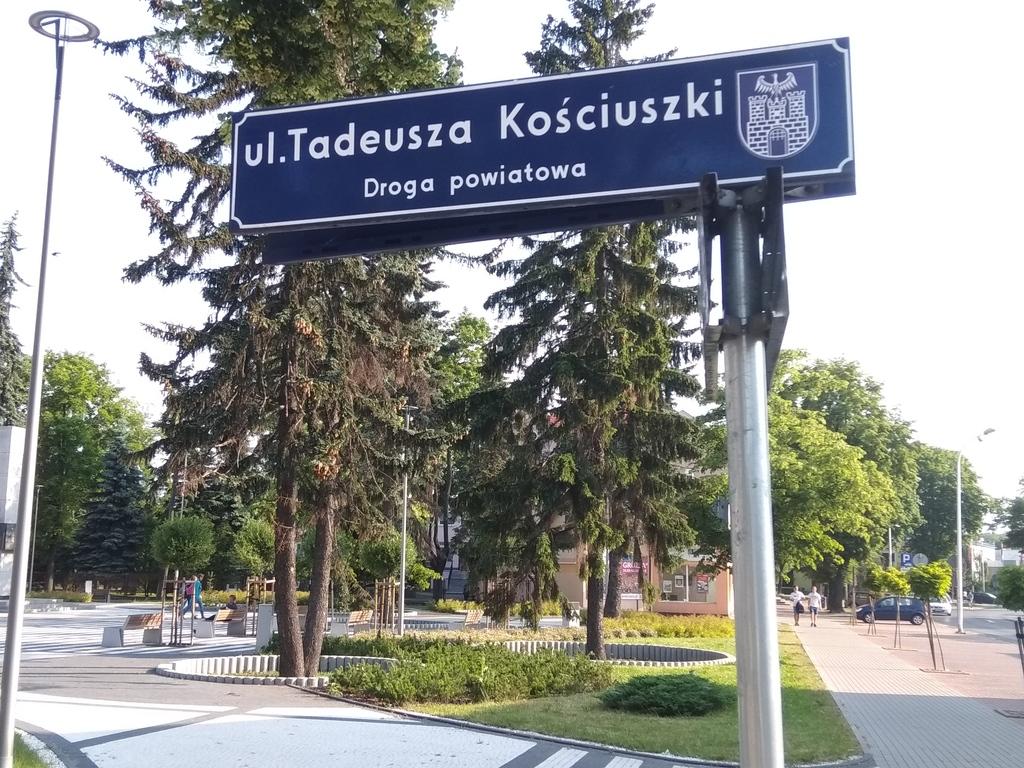 ul.Tadeusza Kościuszki
Droga powiatowa
P